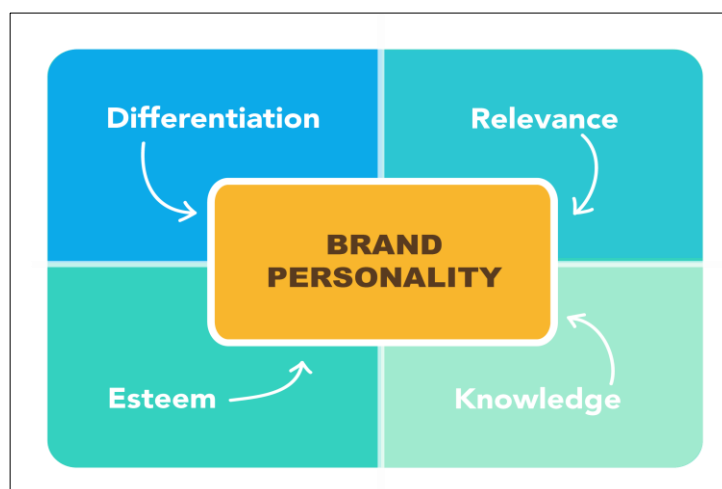 Differentiation
Relevance
BRAND
PERSONALITY
Esteem
Knowledge